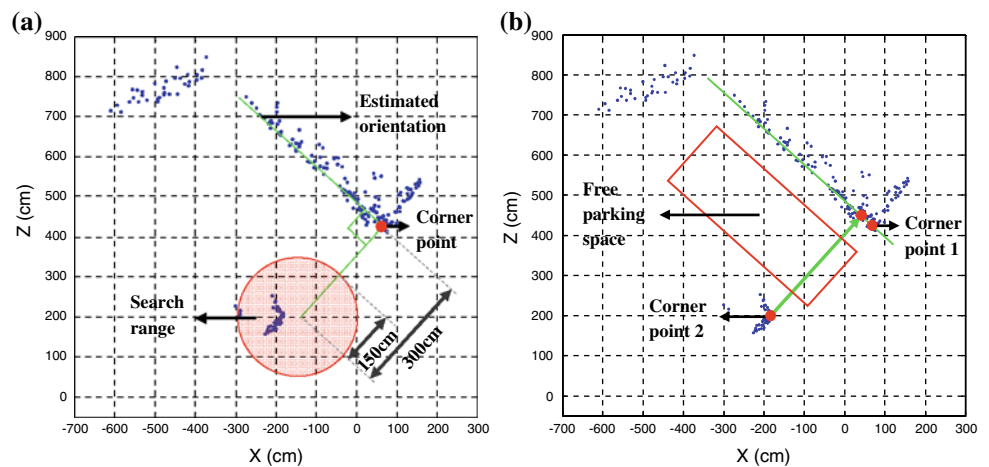 (a)
900
800
700
600
500
400
300
200
100
0
Z (cm)
-700 -600 -500 -400 -300 -200 -100 0 100 200 300
X (cm)
Estimated
orientation
Corner
point
Search
range
150cm
300cm
(b)
900
800
700
600
500
400
300
200
100
0
Z (cm)
-700 -600 -500 -400 -300 -200 -100 0 100 200 300
X (cm)
Free
parking
space
Corner
point 1
Corner
point 2